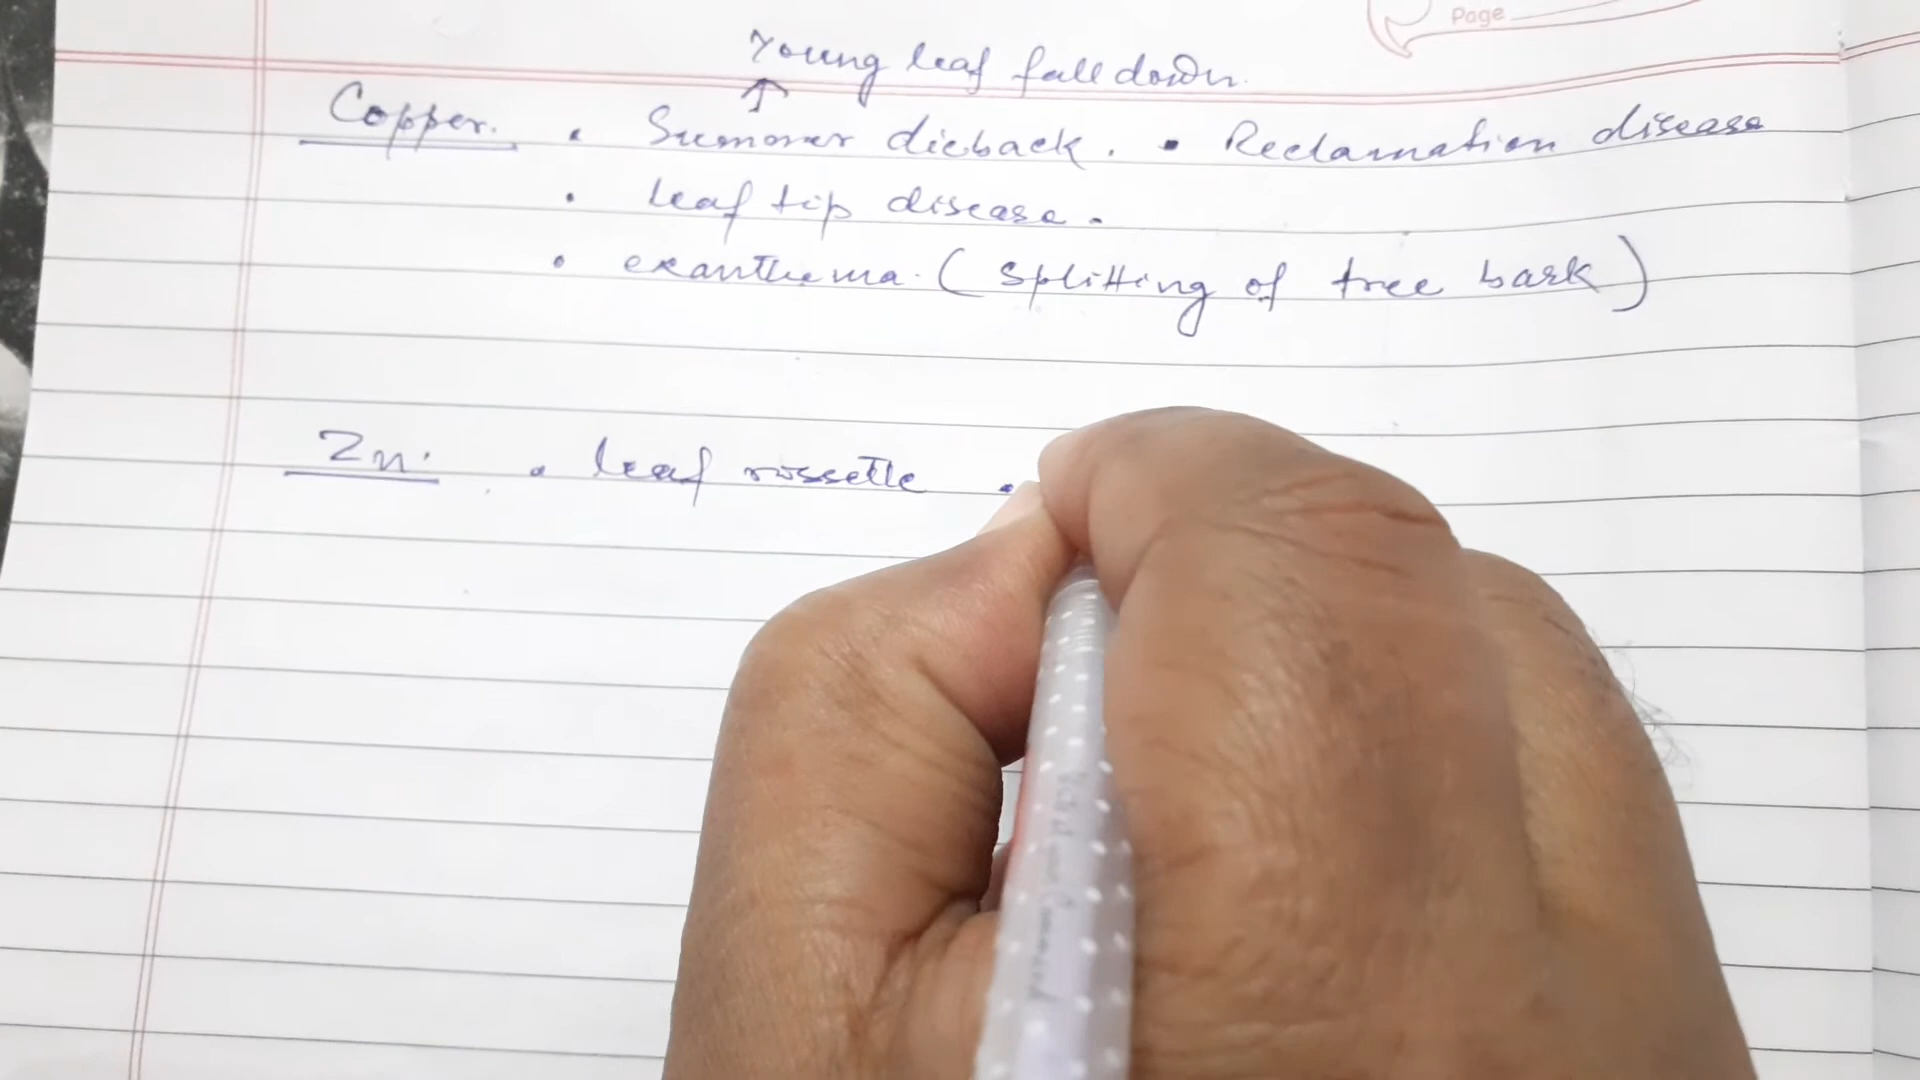 Page
Young leaf fall down.
Copper. • Summer dieback. • Reclamation disease
• leaf tip disease.
• exanthema. (splitting of tree bark)
Zn. • leaf rossette •